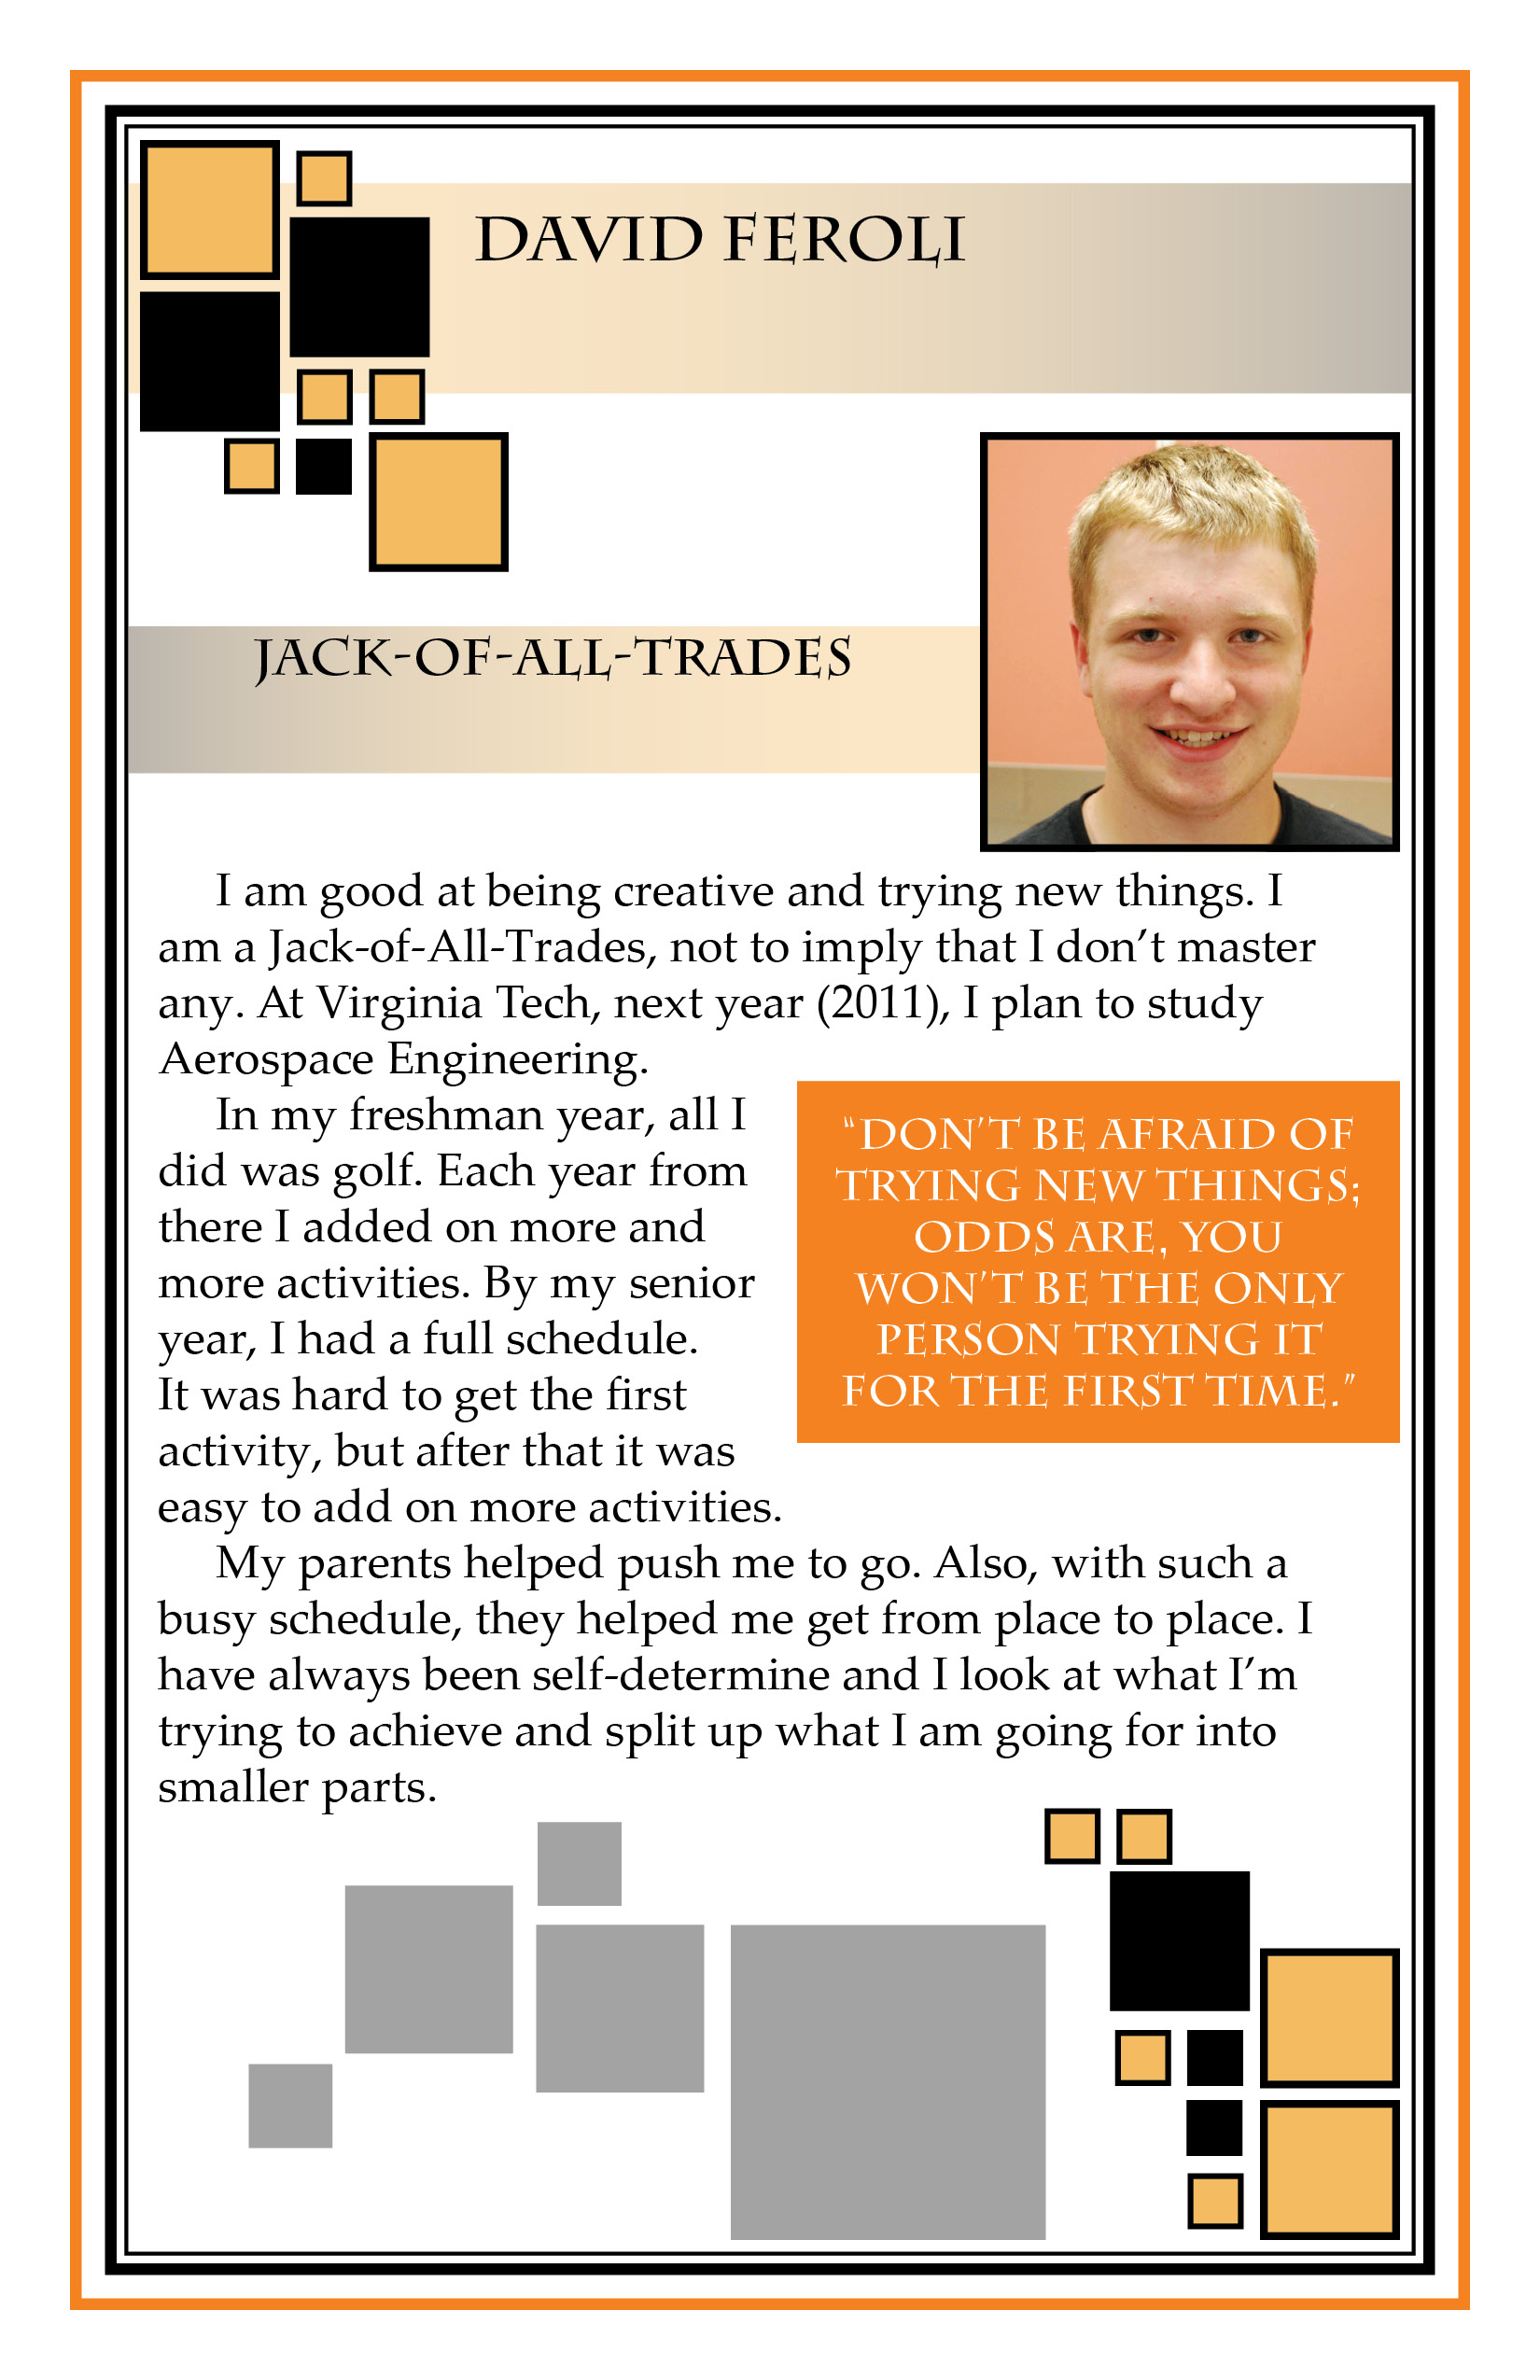 DAVID FEROLI
JACK-OF-ALL-TRADES
I am good at being creative and trying new things. I
am a Jack-of-All-Trades, not to imply that I don’t master
any. At Virginia Tech, next year (2011), I plan to study
Aerospace Engineering.
In my freshman year, all I
did was golf. Each year from
there I added on more and
more activities. By my senior
year, I had a full schedule.
It was hard to get the first
activity, but after that it was
easy to add on more activities.
“DON’T BE AFRAID OF
TRYING NEW THINGS;
ODDS ARE, YOU
WON’T BE THE ONLY
PERSON TRYING IT
FOR THE FIRST TIME.”
My parents helped push me to go. Also, with such a
busy schedule, they helped me get from place to place. I
have always been self-determine and I look at what I’m
trying to achieve and split up what I am going for into
smaller parts.